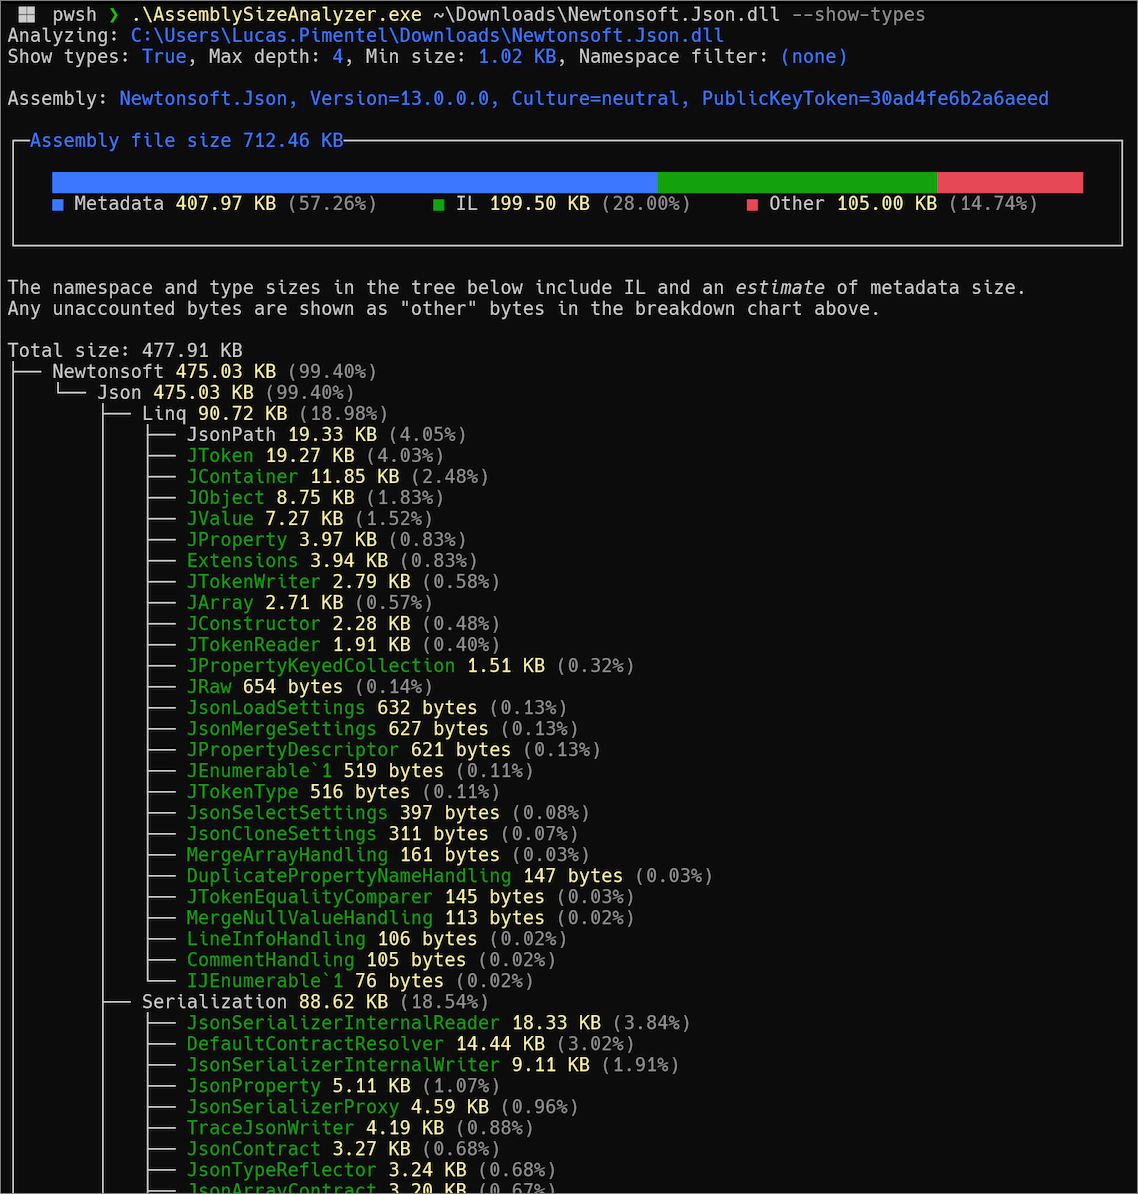 pwsh ❯ .\AssemblySizeAnalyzer.exe ~\Downloads\Newtonsoft.Json.dll --show-types
Analyzing: C:\Users\Lucas.Pimentel\Downloads\Newtonsoft.Json.dll
Show types: True, Max depth: 4, Min size: 1.02 KB, Namespace filter: (none)
Assembly: Newtonsoft.Json, Version=13.0.0.0, Culture=neutral, PublicKeyToken=30ad4fe6b2a6aeed
Assembly file size 712.46 KB
Metadata 407.97 KB (57.26%) IL 199.50 KB (28.00%) Other 105.00 KB (14.74%)
The namespace and type sizes in the tree below include IL and an estimate of metadata size.
Any unaccounted bytes are shown as "other" bytes in the breakdown chart above.
Total size: 477.91 KB
Newtonsoft 475.03 KB (99.40%)
Json 475.03 KB (99.40%)
Linq 90.72 KB (18.98%)
JsonPath 19.33 KB (4.05%)
JToken 19.27 KB (4.03%)
JContainer 11.85 KB (2.48%)
JObject 8.75 KB (1.83%)
JValue 7.27 KB (1.52%)
JProperty 3.97 KB (0.83%)
Extensions 3.94 KB (0.83%)
JTokenWriter 2.79 KB (0.58%)
JArray 2.71 KB (0.57%)
JConstructor 2.28 KB (0.48%)
JTokenReader 1.91 KB (0.40%)
JPropertyKeyedCollection 1.51 KB (0.32%)
JRaw 654 bytes (0.14%)
JsonLoadSettings 632 bytes (0.13%)
JsonMergeSettings 627 bytes (0.13%)
JPropertyDescriptor 621 bytes (0.13%)
JEnumerable`1 519 bytes (0.11%)
JTokenType 516 bytes (0.11%)
JsonSelectSettings 397 bytes (0.08%)
JsonCloneSettings 311 bytes (0.07%)
MergeArrayHandling 161 bytes (0.03%)
DuplicatePropertyNameHandling 147 bytes (0.03%)
JTokenEqualityComparer 145 bytes (0.03%)
MergeNullValueHandling 113 bytes (0.02%)
LineInfoHandling 106 bytes (0.02%)
CommentHandling 105 bytes (0.02%)
IJEnumerable`1 76 bytes (0.02%)
Serialization 88.62 KB (18.54%)
JsonSerializerInternalReader 18.33 KB (3.84%)
DefaultContractResolver 14.44 KB (3.02%)
JsonSerializerInternalWriter 9.11 KB (1.91%)
JsonProperty 5.11 KB (1.07%)
JsonSerializerProxy 4.59 KB (0.96%)
TraceJsonWriter 4.19 KB (0.88%)
JsonContract 3.27 KB (0.68%)
JsonTypeReflector 3.24 KB (0.68%)
JsonArrayContract 3.20 KB (0.67%)